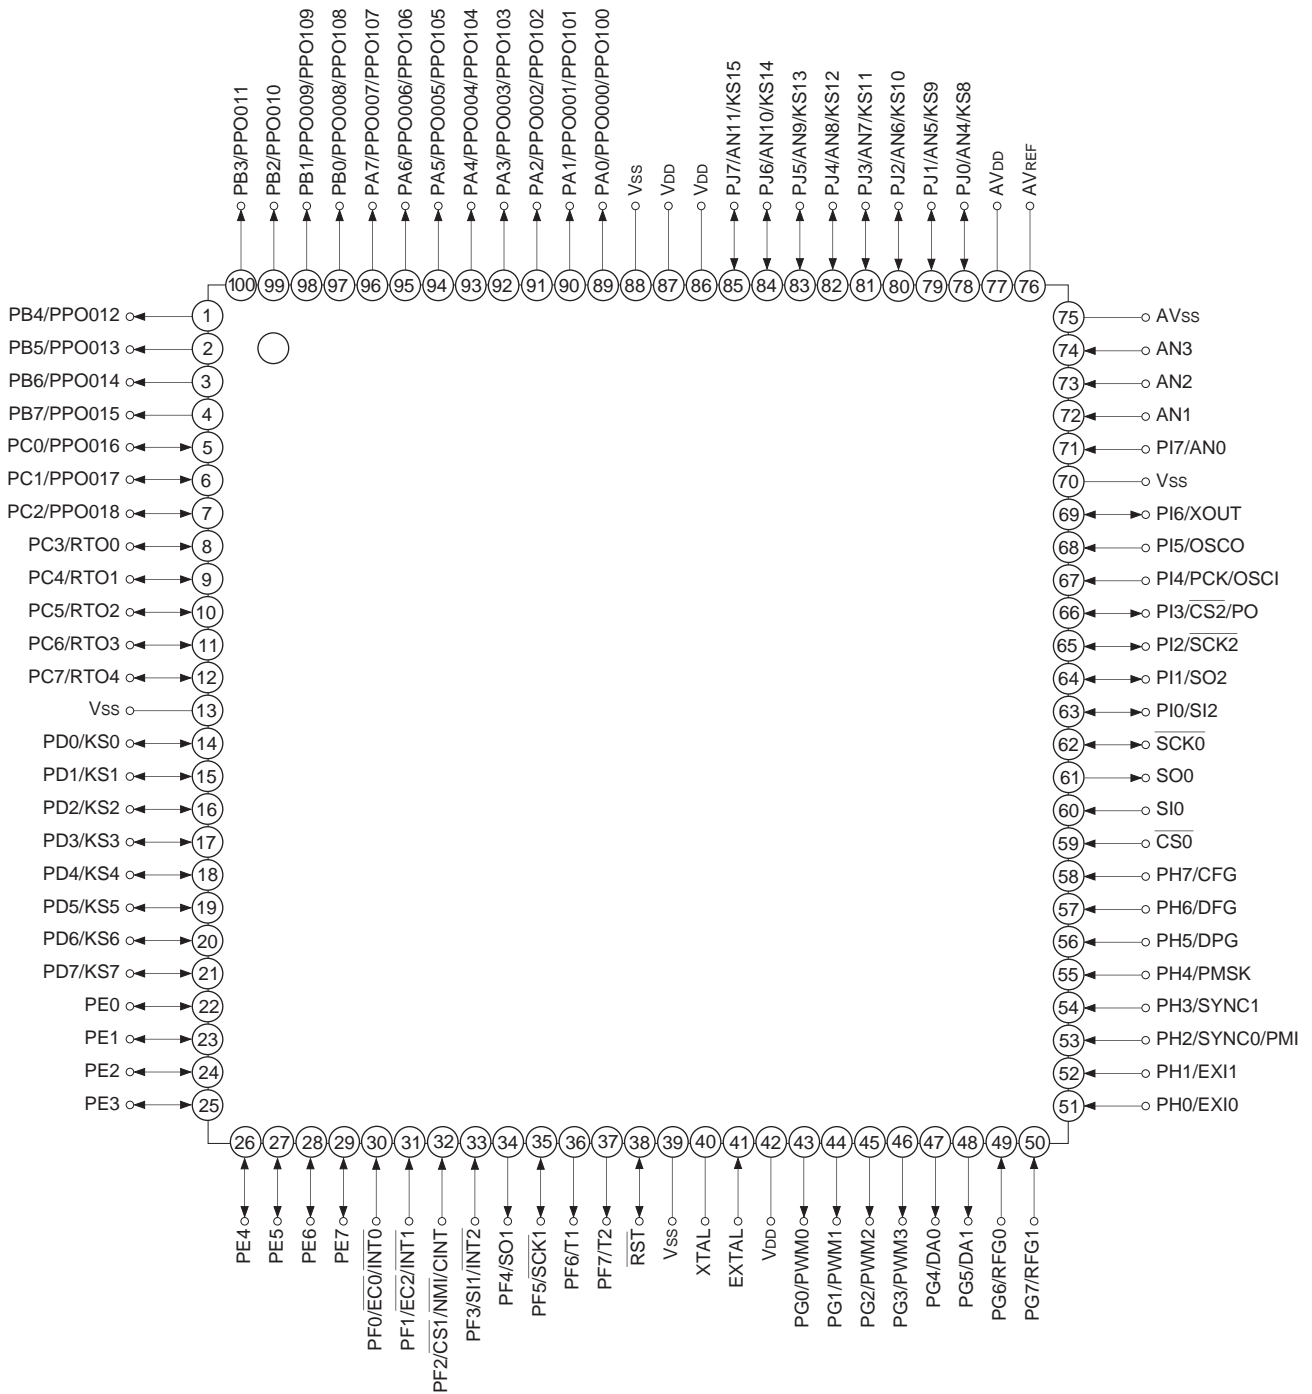 PB3/PPO011
PB2/PPO010
PB1/PPO009/PPO109
PB0/PPO008/PPO108
PA7/PPO007/PPO107
PA6/PPO006/PPO106
PA5/PPO005/PPO105
PA4/PPO004/PPO104
PA3/PPO003/PPO103
PA2/PPO002/PPO102
PA1/PPO001/PPO101
PA0/PPO000/PPO100
VSS
VDD
VDD
PJ7/AN11/KS15
PJ6/AN10/KS14
PJ5/AN9/KS13
PJ4/AN8/KS12
PJ3/AN7/KS11
PJ2/AN6/KS10
PJ1/AN5/KS9
PJ0/AN4/KS8
AVDD
AVREF
100 99 98 97 96 95 94 93 92 91 90 89 88 87 86 85 84 83 82 81 80 79 78 77 76
PB4/PPO012 1
PB5/PPO013 2
PB6/PPO014 3
PB7/PPO015 4
PC0/PPO016 5
PC1/PPO017 6
PC2/PPO018 7
PC3/RTO0 8
PC4/RTO1 9
PC5/RTO2 10
PC6/RTO3 11
PC7/RTO4 12
VSS 13
PD0/KS0 14
PD1/KS1 15
PD2/KS2 16
PD3/KS3 17
PD4/KS4 18
PD5/KS5 19
PD6/KS6 20
PD7/KS7 21
PE0 22
PE1 23
PE2 24
PE3 25
75 AVSS
74 AN3
73 AN2
72 AN1
71 PI7/AN0
70 VSS
69 PI6/XOUT
68 PI5/OSCO
67 PI4/PCK/OSCI
66 PI3/CS2/PO
65 PI2/SCK2
64 PI1/SO2
63 PI0/SI2
62 SCK0
61 SO0
60 SI0
59 CS0
58 PH7/CFG
57 PH6/DFG
56 PH5/DPG
55 PH4/PMSK
54 PH3/SYNC1
53 PH2/SYNC0/PMI
52 PH1/EXI1
51 PH0/EXI0
26 27 28 29 30 31 32 33 34 35 36 37 38 39 40 41 42 43 44 45 46 47 48 49 50
PE4
PE5
PE6
PE7
PF0/EC0/INT0
PF1/EC2/INT1
PF2/CS1/NMI/CINT
PF3/SI1/INT2
PF4/SO1
PF5/SCK1
PF6/T1
PF7/T2
RST
VSS
XTAL
EXTAL
VDD
PG0/PWM0
PG1/PWM1
PG2/PWM2
PG3/PWM3
PG4/DA0
PG5/DA1
PG6/RFG0
PG7/RFG1